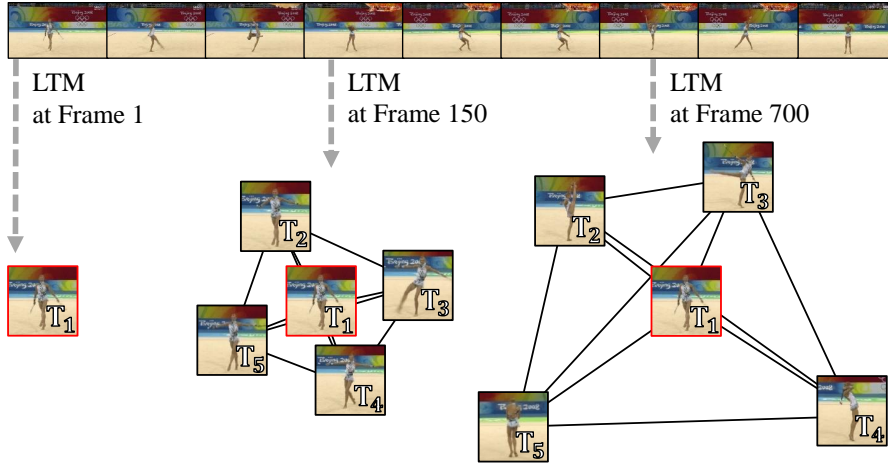 LTM
at Frame 1
LTM
at Frame 150
LTM
at Frame 700
T1
T2
T1
T3
T5
T4
T2
T3
T1
T5
T4